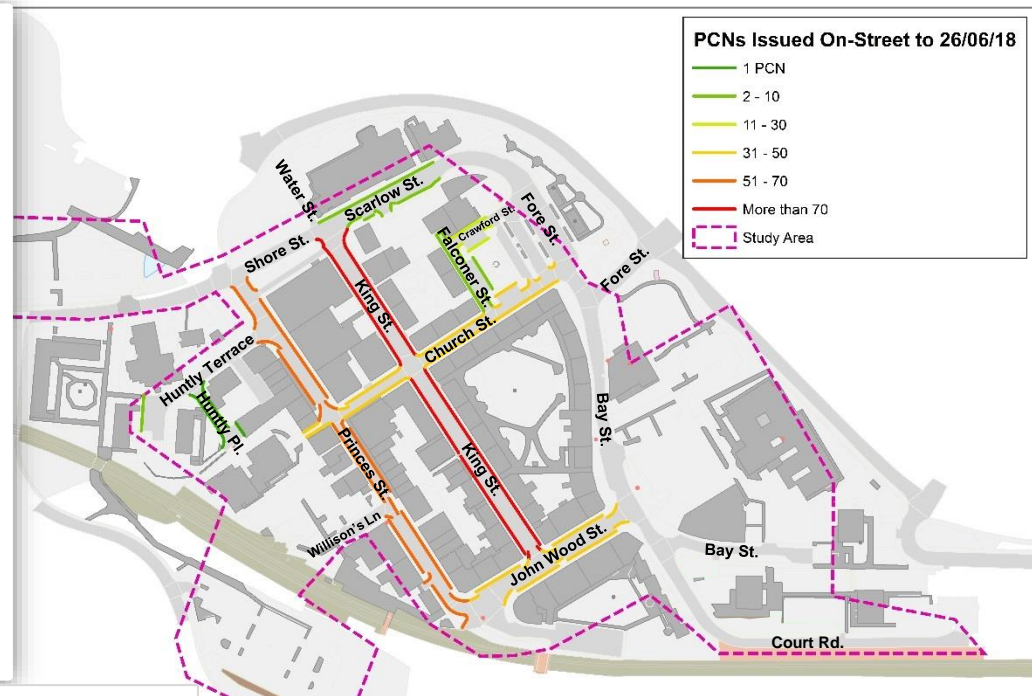 PCNs Issued On-Street to 26/06/18
1 PCN
2 - 10
11 - 30
31 - 50
51 - 70
More than 70
Study Area
Water St.
Scarlow St.
Shore St.
Fore St.
Crawford St.
Falconer St.
Fore St.
King St.
Church St.
Huntly Terrace
Huntly Pl.
Bay St.
Princes St.
King St.
Willison's Ln
John Wood St.
Bay St.
Court Rd.